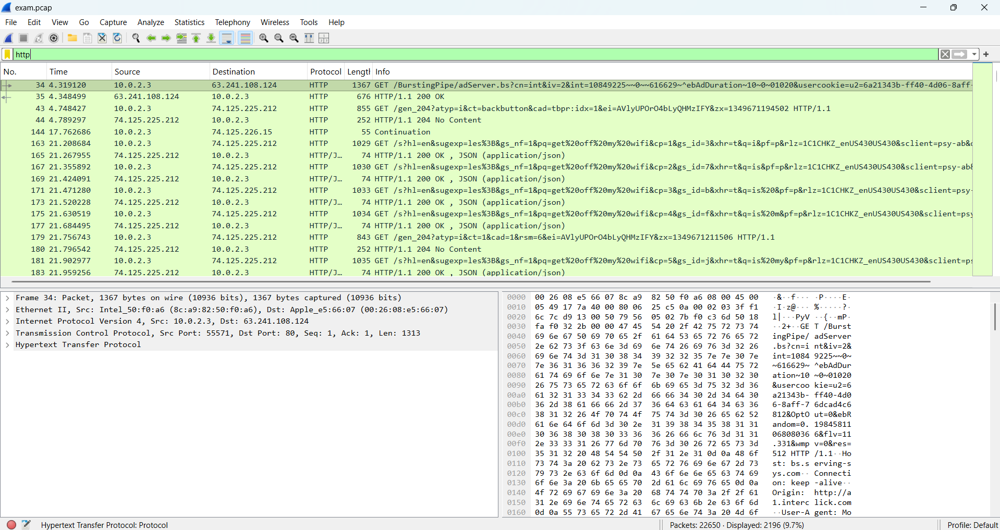 exam.pcap
File Edit View Go Capture Analyze Statistics Telephony Wireless Tools Help
http
No. Time Source Destination Protocol Length Info
34 4.319120 10.0.2.3 63.241.108.124 HTTP 1367 GET /BurstingPipe/adServer.bs?cn=int&iv=2&int=10849225~~0~~616629~^ebAdDuration~10~0~01020&usercookie=u2=6a21343b-ff40-4d06-8aff-
35 4.348499 63.241.108.124 10.0.2.3 HTTP 676 HTTP/1.1 200 OK
43 4.748427 10.0.2.3 74.125.225.212 HTTP 855 GET /gen_204?atyp=i&ct=backbutton&cad=tbpr:idx=1&ei=AVlyUPOrO4bLyQHMzIFY&zx=1349671194502 HTTP/1.1
44 4.789297 74.125.225.212 10.0.2.3 HTTP 252 HTTP/1.1 204 No Content
144 17.762686 10.0.2.3 74.125.226.15 HTTP 55 Continuation
163 21.208684 10.0.2.3 74.125.225.212 HTTP 1029 GET /s?hl=en&sugexp=les%3B&gs_nf=1&pq=get%20off%20my%20wifi&cp=1&gs_id=3&xhr=t&q=i&pf=p&rlz=1C1CHKZ_enUS430US430&sclient=psy-ab&
165 21.267955 74.125.225.212 10.0.2.3 HTTP/J… 74 HTTP/1.1 200 OK , JSON (application/json)
167 21.355892 10.0.2.3 74.125.225.212 HTTP 1030 GET /s?hl=en&sugexp=les%3B&gs_nf=1&pq=get%20off%20my%20wifi&cp=2&gs_id=7&xhr=t&q=is&pf=p&rlz=1C1CHKZ_enUS430US430&sclient=psy-ab&
169 21.424091 74.125.225.212 10.0.2.3 HTTP/J… 74 HTTP/1.1 200 OK , JSON (application/json)
171 21.471280 10.0.2.3 74.125.225.212 HTTP 1033 GET /s?hl=en&sugexp=les%3B&gs_nf=1&pq=get%20off%20my%20wifi&cp=3&gs_id=b&xhr=t&q=is%20&pf=p&rlz=1C1CHKZ_enUS430US430&sclient=psy-
173 21.520228 74.125.225.212 10.0.2.3 HTTP/J… 74 HTTP/1.1 200 OK , JSON (application/json)
175 21.630519 10.0.2.3 74.125.225.212 HTTP 1034 GET /s?hl=en&sugexp=les%3B&gs_nf=1&pq=get%20off%20my%20wifi&cp=4&gs_id=f&xhr=t&q=is%20m&pf=p&rlz=1C1CHKZ_enUS430US430&sclient=psy
177 21.684495 74.125.225.212 10.0.2.3 HTTP/J… 74 HTTP/1.1 200 OK , JSON (application/json)
179 21.756743 10.0.2.3 74.125.225.212 HTTP 843 GET /gen_204?atyp=i&ct=1&cad=1&rsm=6&ei=AVlyUPOrO4bLyQHMzIFY&zx=1349671211506 HTTP/1.1
180 21.796542 74.125.225.212 10.0.2.3 HTTP 252 HTTP/1.1 204 No Content
181 21.902977 10.0.2.3 74.125.225.212 HTTP 1035 GET /s?hl=en&sugexp=les%3B&gs_nf=1&pq=get%20off%20my%20wifi&cp=5&gs_id=j&xhr=t&q=is%20my&pf=p&rlz=1C1CHKZ_enUS430US430&sclient=ps
183 21.959256 74.125.225.212 10.0.2.3 HTTP/J… 74 HTTP/1.1 200 OK , JSON (application/json)
Frame 34: Packet, 1367 bytes on wire (10936 bits), 1367 bytes captured (10936 bits)
Ethernet II, Src: Intel_50:f0:a6 (8c:a9:82:50:f0:a6), Dst: Apple_e5:66:07 (00:26:08:e5:66:07)
Internet Protocol Version 4, Src: 10.0.2.3, Dst: 63.241.108.124
Transmission Control Protocol, Src Port: 55571, Dst Port: 80, Seq: 1, Ack: 1, Len: 1313
Hypertext Transfer Protocol
0000 00 26 08 e5 66 07 8c a9 82 50 f0 a6 08 00 45 00 ·&··f··· ·P····E·
0010 05 49 17 7a 40 00 80 06 25 c5 0a 00 02 03 3f f1 ·I·z@··· %·····?·
0020 6c 7c d9 13 00 50 79 56 05 02 7b f0 c3 6d 50 18 l|···PyV ··{··mP·
0030 fa f0 32 2b 00 00 47 45 54 20 2f 42 75 72 73 74 ··2+··GE T /Burst
0040 69 6e 67 50 69 70 65 2f 61 64 53 65 72 76 65 72 ingPipe/ adServer
0050 2e 62 73 3f 63 6e 3d 69 6e 74 26 69 76 3d 32 26 .bs?cn=i nt&iv=2&
0060 69 6e 74 3d 31 30 38 34 39 32 32 35 7e 7e 30 7e int=1084 9225~~0~
0070 7e 36 31 36 36 32 39 7e 5e 65 62 41 64 44 75 72 ~616629~ ^ebAdDur
0080 61 74 69 6f 6e 7e 31 30 7e 30 7e 30 31 30 32 30 ation~10 ~0~01020
0090 26 75 73 65 72 63 6f 6f 6b 69 65 3d 75 32 3d 36 &usercoo kie=u2=6
00a0 61 32 31 33 34 33 62 2d 66 66 34 30 2d 34 64 30 a21343b- ff40-4d0
00b0 36 2d 38 61 66 66 2d 37 36 64 63 61 64 34 63 36 6-8aff-7 6dcad4c6
00c0 38 31 32 26 4f 70 74 4f 75 74 3d 30 26 65 62 52 812&OptO ut=0&ebR
00d0 61 6e 64 6f 6d 3d 30 2e 31 39 38 34 35 38 31 31 andom=0. 19845811
00e0 30 36 38 30 38 30 33 36 36 26 66 6c 76 3d 31 31 06808036 6&flv=11
00f0 2e 33 33 31 26 77 6d 70 76 3d 30 26 72 65 73 3d .331&wmp v=0&res=
0100 35 31 32 20 48 54 54 50 2f 31 2e 31 0d 0a 48 6f 512 HTTP /1.1··Ho
0110 73 74 3a 20 62 73 2e 73 65 72 76 69 6e 67 2d 73 st: bs.s erving-s
0120 79 73 2e 63 6f 6d 0d 0a 43 6f 6e 6e 65 63 74 69 ys.com·· Connecti
0130 6f 6e 3a 20 6b 65 65 70 2d 61 6c 69 76 65 0d 0a on: keep -alive··
0140 4f 72 69 67 69 6e 3a 20 68 74 74 70 3a 2f 2f 61 Origin:  http://a
0150 31 2e 69 6e 74 65 72 63 6c 69 63 6b 2e 63 6f 6d 1.interc lick.com
0160 0d 0a 55 73 65 72 2d 41 67 65 6e 74 3a 20 4d 6f ··User-A gent: Mo
Hypertext Transfer Protocol: Protocol Packets: 22650 · Displayed: 2196 (9.7%) Profile: Default